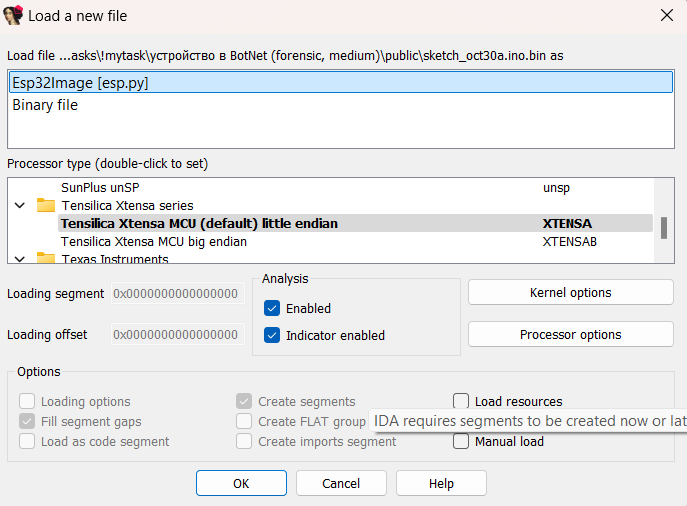 Load a new file
Load file ...asks\!mytask\устройство в BotNet (forensic, medium)\public\sketch_oct30a.ino.bin as
Esp32Image [esp.py]
Binary file
Processor type (double-click to set)
SunPlus unSP unsp
Tensilica Xtensa series
Tensilica Xtensa MCU (default) little endian XTENSA
Tensilica Xtensa MCU big endian XTENSAB
Texas Instruments
Analysis
Loading segment 0x0000000000000000
Enabled
Kernel options
Loading offset 0x0000000000000000
Indicator enabled
Processor options
Options
Loading options
Create segments
Load resources
Fill segment gaps
Create FLAT group
IDA requires segments to be created now or lat
Load as code segment
Create imports segment
Manual load
OK
Cancel
Help